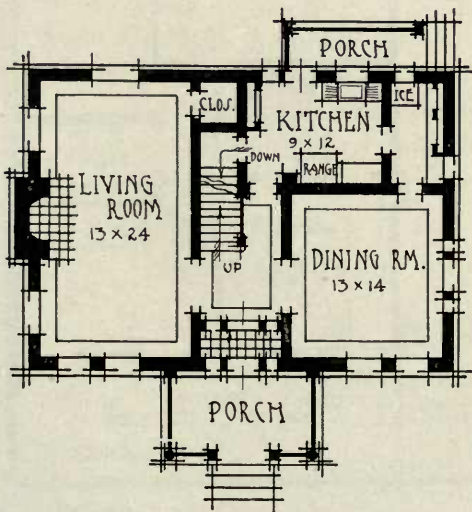 PORCH
CLOS.
ICE
KITCHEN
9 x 12
DOWN
RANGE
LIVING
ROOM
13 x 24
UP
DINING RM.
13 x 14
PORCH